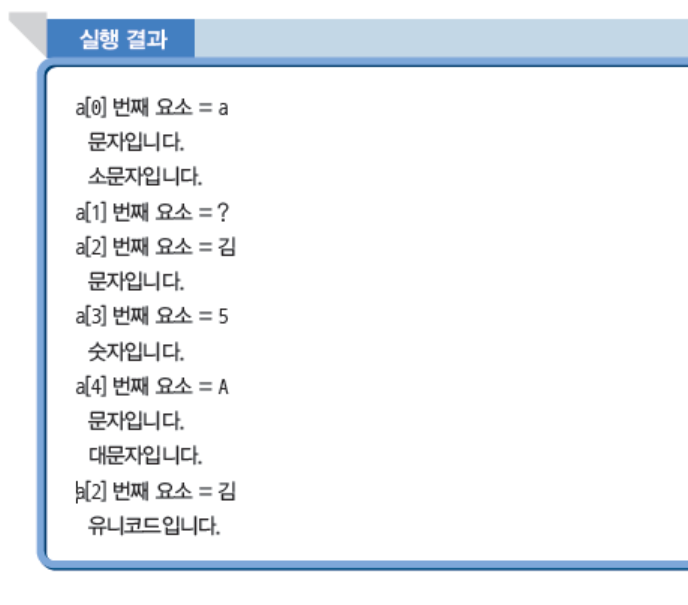 실행 결과
a[0] 번째 요소 = a
문자입니다.
소문자입니다.
a[1] 번째 요소 = ?
a[2] 번째 요소 = 김
문자입니다.
a[3] 번째 요소 = 5
숫자입니다.
a[4] 번째 요소 = A
문자입니다.
대문자입니다.
a[2] 번째 요소 = 김
유니코드입니다.